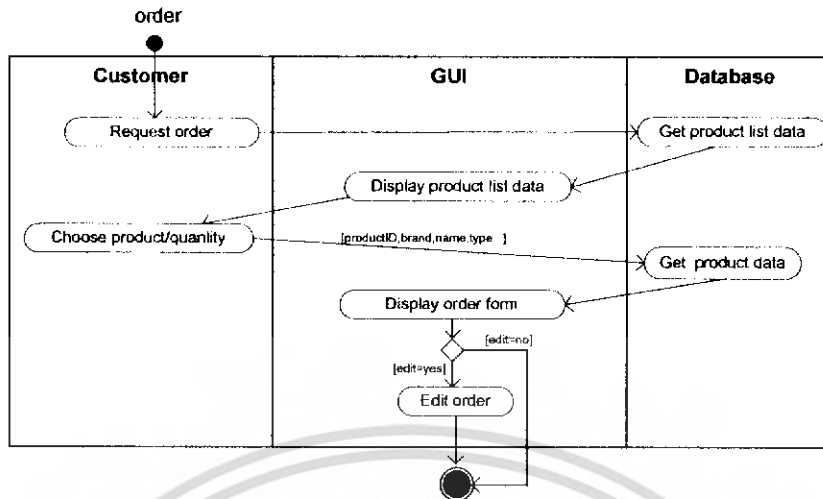 order
Customer
GUI
Database
Request order
Get product list data
Display product list data
Choose product/quantity
[productID,brand,name,type ]
Get product data
Display order form
[edit=no]
[edit=yes]
Edit order